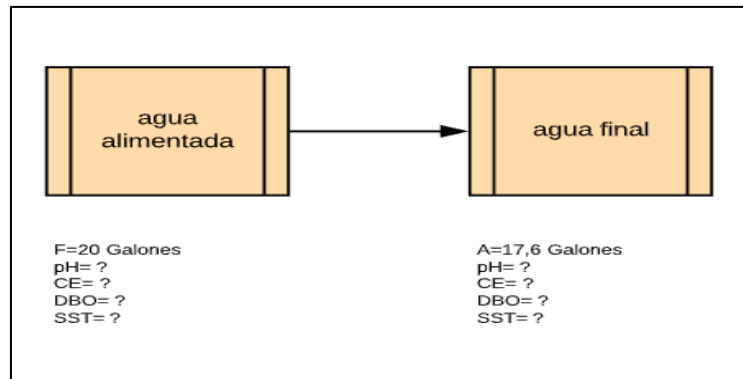 agua
alimentada
agua final
F=20 Galones
pH= ?
CE= ?
DBO= ?
SST= ?
A=17,6 Galones
pH= ?
CE= ?
DBO= ?
SST= ?